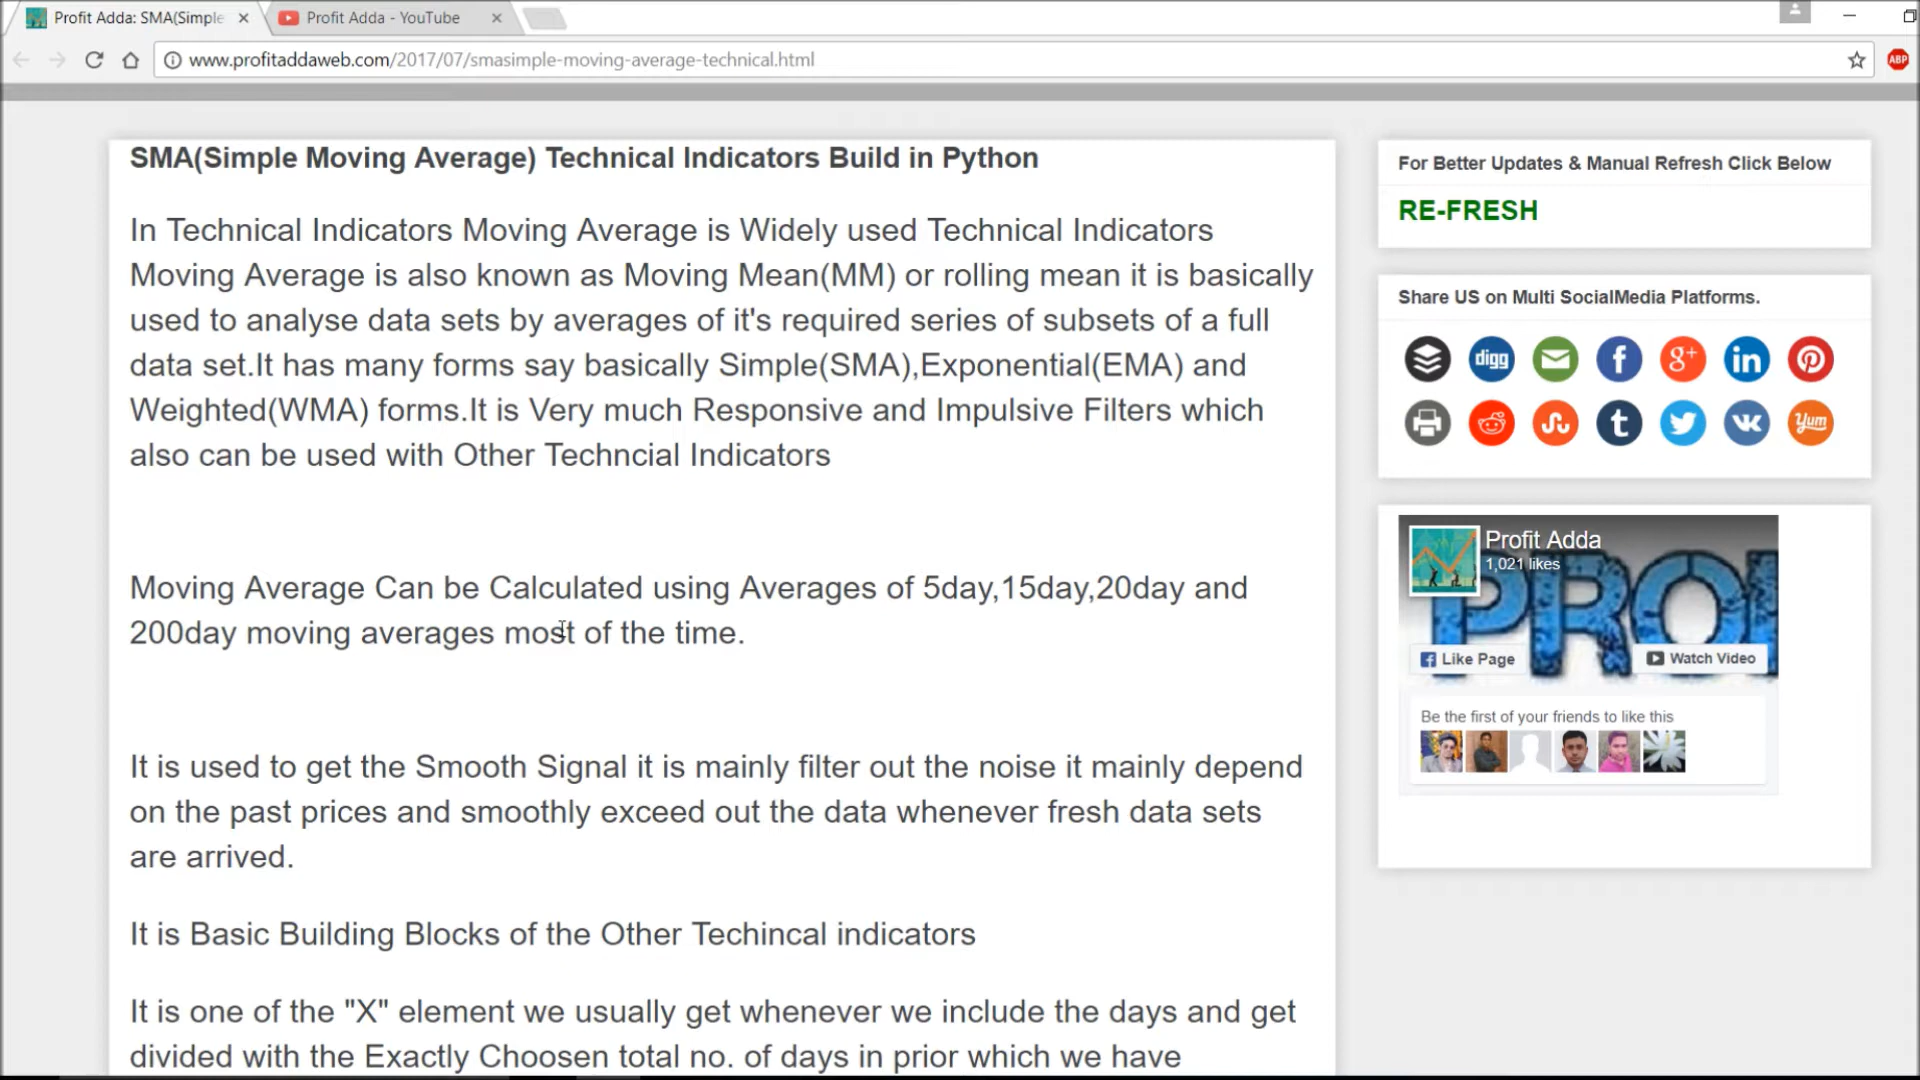 Profit Adda: SMA(Simple
Profit Adda - YouTube
www.profitaddaweb.com/2017/07/smasimple-moving-average-technical.html
ABP
SMA(Simple Moving Average) Technical Indicators Build in Python
In Technical Indicators Moving Average is Widely used Technical Indicators
Moving Average is also known as Moving Mean(MM) or rolling mean it is basically
used to analyse data sets by averages of it's required series of subsets of a full
data set.It has many forms say basically Simple(SMA),Exponential(EMA) and
Weighted(WMA) forms.It is Very much Responsive and Impulsive Filters which
also can be used with Other Techncial Indicators
Moving Average Can be Calculated using Averages of 5day,15day,20day and
200day moving averages most of the time.
It is used to get the Smooth Signal it is mainly filter out the noise it mainly depend
on the past prices and smoothly exceed out the data whenever fresh data sets
are arrived.
It is Basic Building Blocks of the Other Techincal indicators
It is one of the "X" element we usually get whenever we include the days and get
divided with the Exactly Choosen total no. of days in prior which we have
For Better Updates & Manual Refresh Click Below
RE-FRESH
Share US on Multi SocialMedia Platforms.
digg
f
g+
in
t
VK
Yum
Profit Adda
1,021 likes
PRO
Like Page
Watch Video
Be the first of your friends to like this